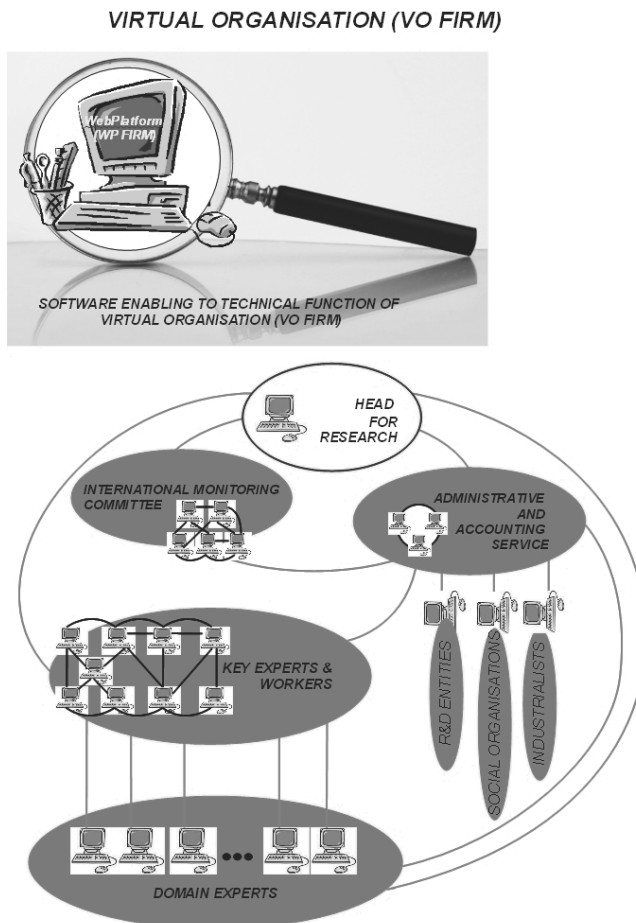 VIRTUAL ORGANISATION (VO FIRM)
WebPlatform
(WP FIRM)
SOFTWARE ENABLING TO TECHNICAL FUNCTION OF
VIRTUAL ORGANISATION (VO FIRM)
HEAD
FOR
RESEARCH
INTERNATIONAL MONITORING
COMMITTEE
ADMINISTRATIVE
AND
ACCOUNTING
SERVICE
KEY EXPERTS &
WORKERS
R&D ENTITIES
SOCIAL ORGANISATIONS
INDUSTRIALISTS
DOMAIN EXPERTS